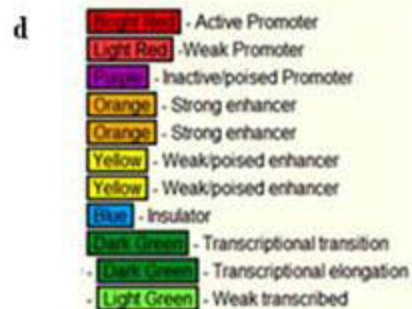 d
Bright Red - Active Promoter
Light Red -Weak Promoter
Purple - Inactive/poised Promoter
Orange - Strong enhancer
Orange - Strong enhancer
Yellow - Weak/poised enhancer
Yellow - Weak/poised enhancer
Blue - Insulator
Dark Green - Transcriptional transition
- Dark Green - Transcriptional elongation
- Light Green - Weak transcribed